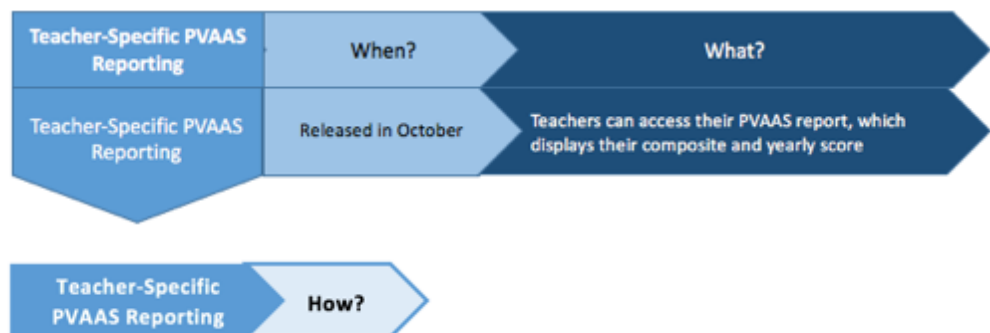 Teacher-Specific PVAAS
Reporting
When?
What?
Teacher-Specific PVAAS
Reporting
Released in October
Teachers can access their PVAAS report, which
displays their composite and yearly score
Teacher-Specific
PVAAS Reporting
How?